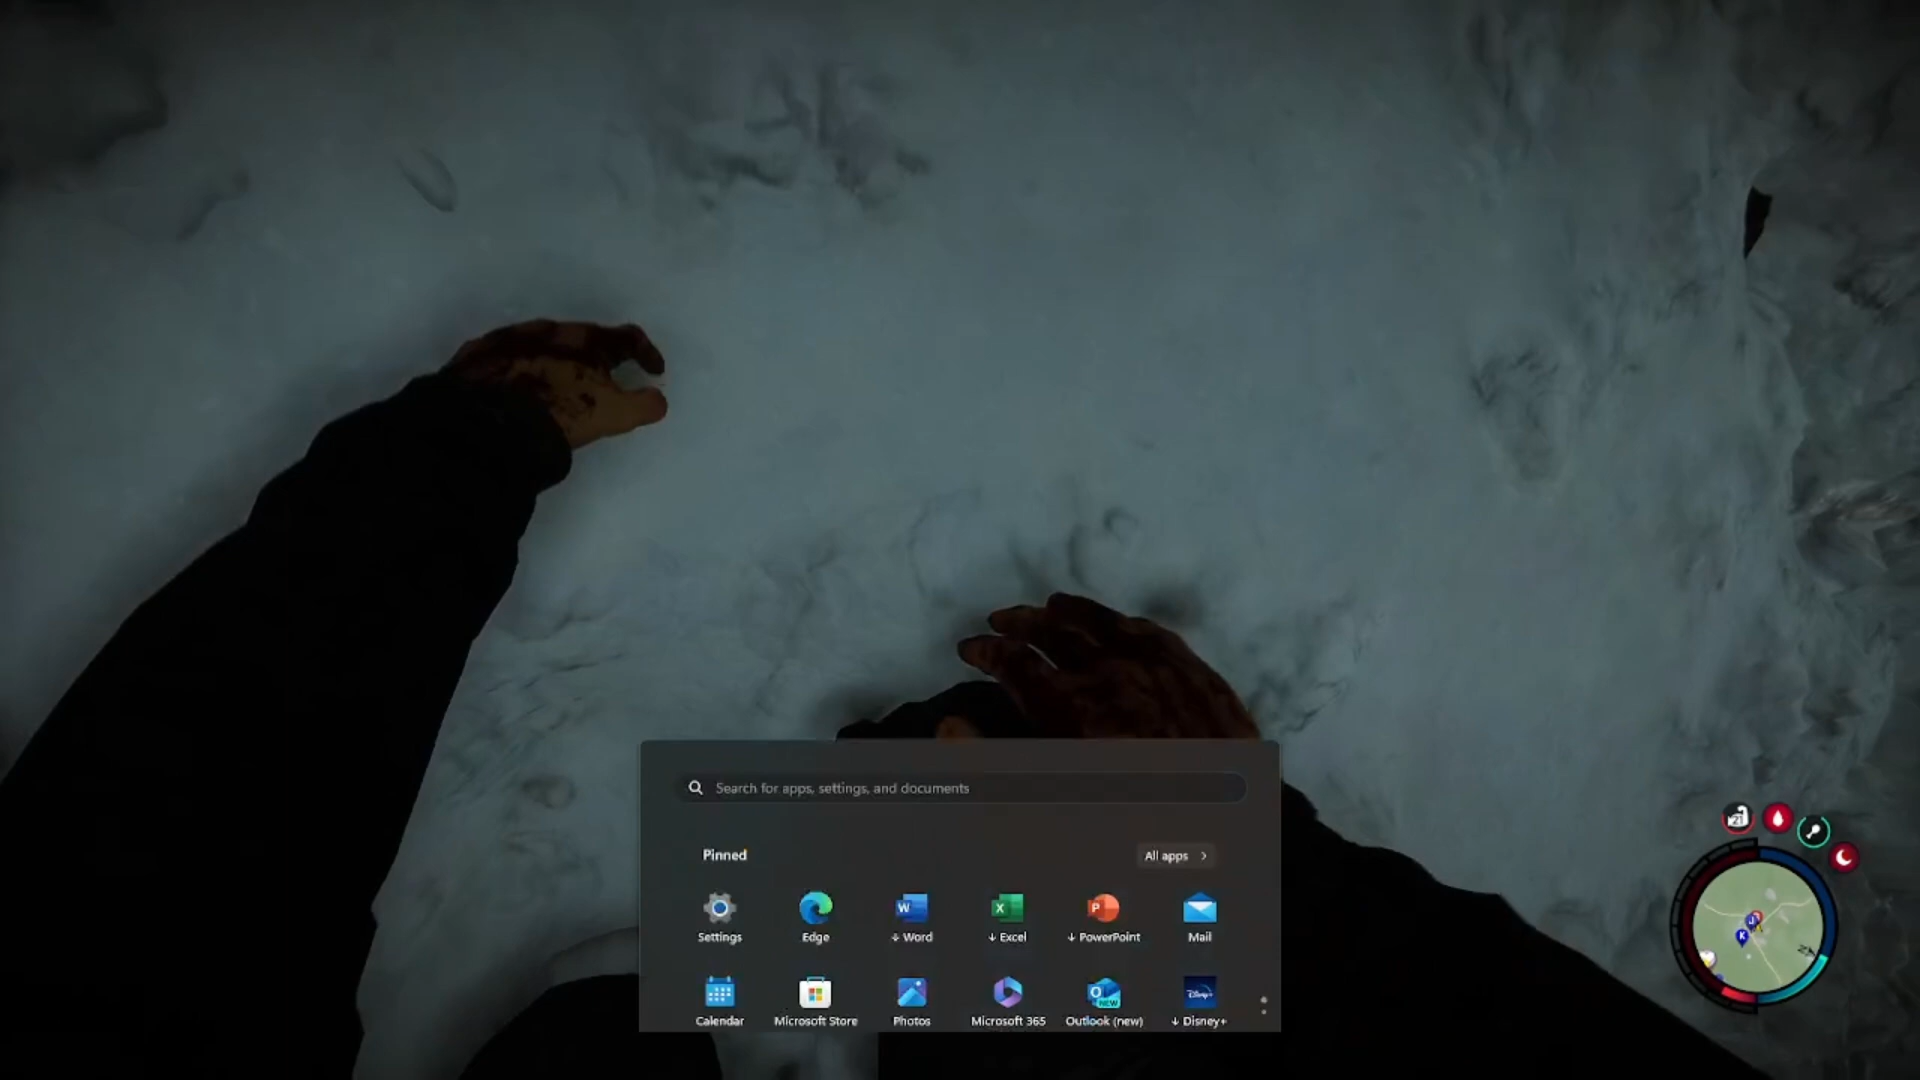 Search for apps, settings, and documents
Pinned
All apps
Settings
Edge
Word
Excel
PowerPoint
Mail
Calendar
Microsoft Store
Photos
Microsoft 365
Outlook (new)
Disney+
21
K